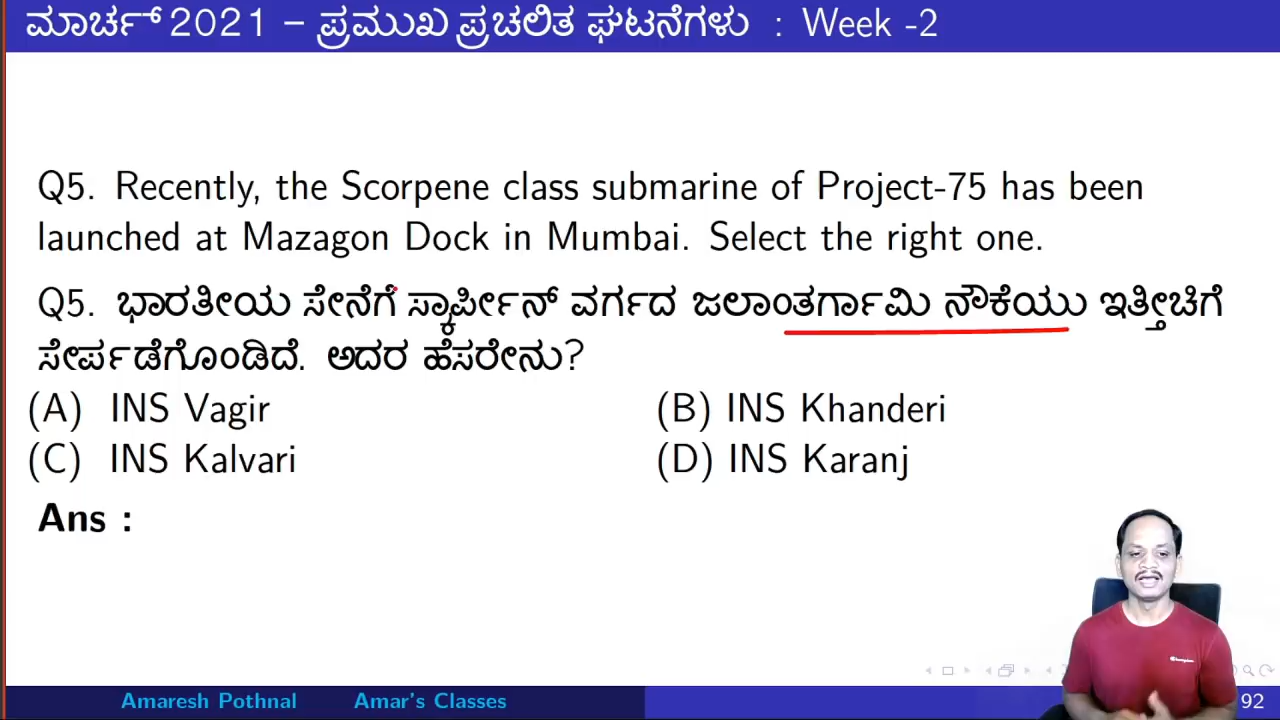 ಮಾರ್ಚ್ 2021 – ಪ್ರಮುಖ ಪ್ರಚಲಿತ ಘಟನೆಗಳು : Week -2
Q5. Recently, the Scorpene class submarine of Project-75 has been
launched at Mazagon Dock in Mumbai. Select the right one.
Q5. ಭಾರತೀಯ ಸೇನೆಗೆ ಸ್ಕಾರ್ಪೀನ್ ವರ್ಗದ ಜಲಾಂತರ್ಗಾಮಿ ನೌಕೆಯು ಇತ್ತೀಚಿಗೆ
ಸೇರ್ಪಡೆಗೊಂಡಿದೆ. ಅದರ ಹೆಸರೇನು?
(A) INS Vagir (B) INS Khanderi
(C) INS Kalvari (D) INS Karanj
Ans :
Amaresh Pothnal Amar's Classes 92